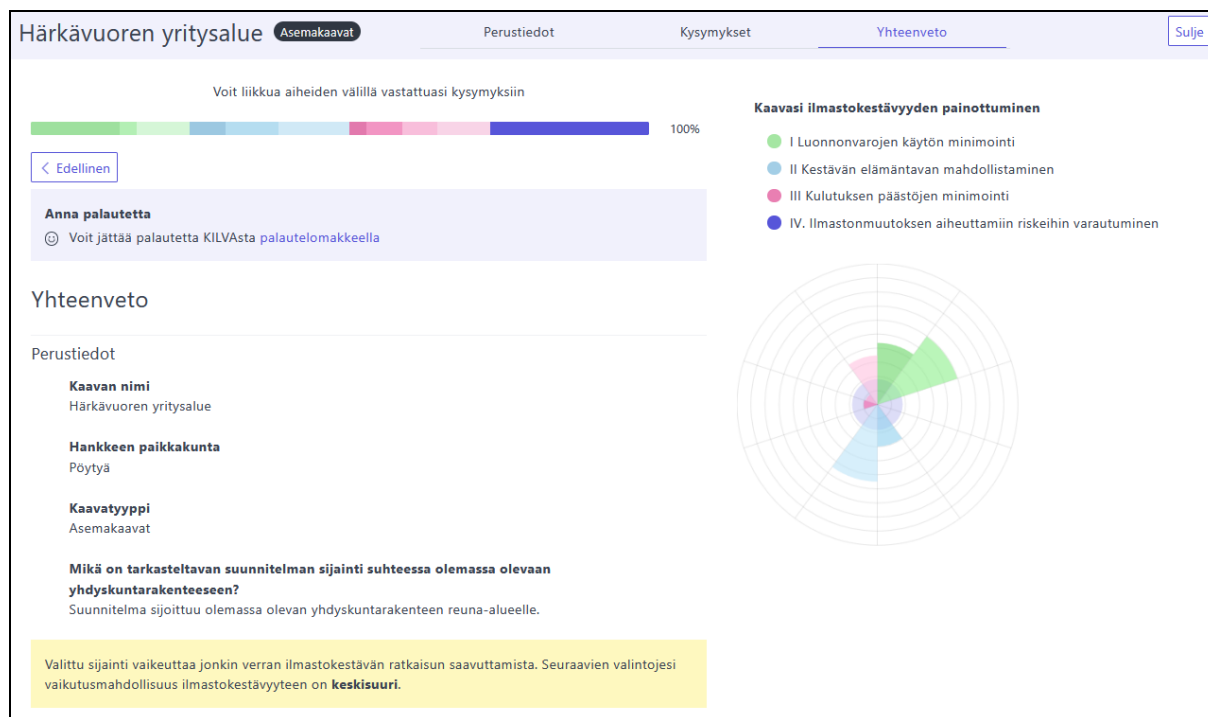 Härkävuoren yritysalue Asemakaavat Perustiedot Kysymykset Yhteenveto Sulje
Voit liikkua aiheiden välillä vastattuasi kysymyksiin
100%
< Edellinen
Anna palautetta
Voit jättää palautetta KILVAsta palautelomakkeella
Yhteenveto
Perustiedot
Kaavan nimi
Härkävuoren yritysalue
Hankkeen paikkakunta
Pöytyä
Kaavatyyppi
Asemakaavat
Mikä on tarkasteltavan suunnitelman sijainti suhteessa olemassa olevaan
yhdyskuntarakenteeseen?
Suunnitelma sijoittuu olemassa olevan yhdyskuntarakenteen reuna-alueelle.
Valittu sijainti vaikeuttaa jonkin verran ilmastokestävän ratkaisun saavuttamista. Seuraavien valintojesi
vaikutusmahdollisuus ilmastokestävyyteen on keskisuuri.
Kaavasi ilmastokestävyyden painottuminen
I Luonnonvarojen käytön minimointi
II Kestävän elämäntavan mahdollistaminen
III Kulutuksen päästöjen minimointi
IV. Ilmastonmuutoksen aiheuttamiin riskeihin varautuminen